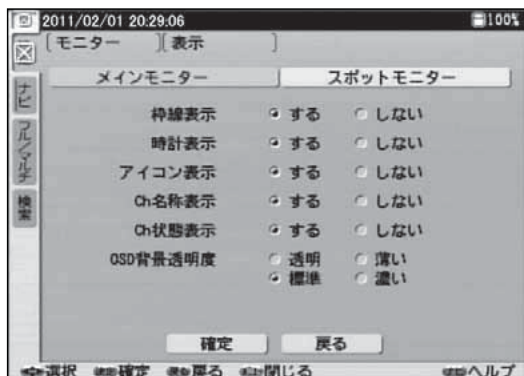 2011/02/01 20:29:06 100%
[モニター ][表示 ]
メインモニター スポットモニター
ナビ
フル/マルチ
検索
枠線表示 する しない
時計表示 する しない
アイコン表示 する しない
Ch名称表示 する しない
Ch状態表示 する しない
OSD背景透明度 透明 薄い
標準 濃い
確定 戻る
選択 確定 戻る 閉じる ヘルプ